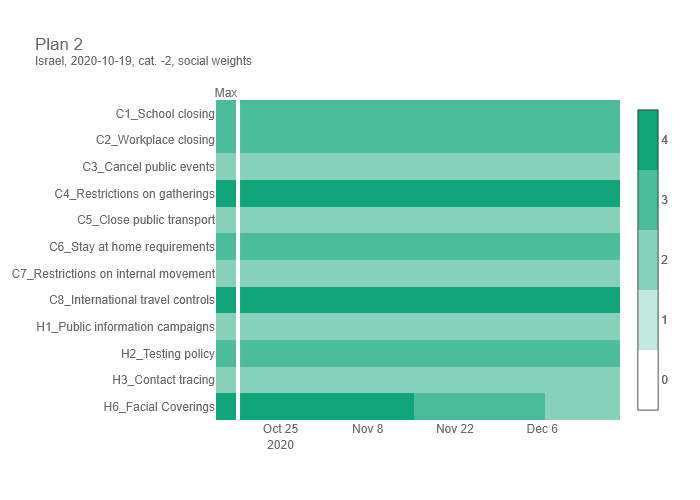 Plan 2
Israel, 2020-10-19, cat. -2, social weights
Max
C1_School closing
C2_Workplace closing
C3_Cancel public events
C4_Restrictions on gatherings
C5_Close public transport
C6_Stay at home requirements
C7_Restrictions on internal movement
C8_International travel controls
H1_Public information campaigns
H2_Testing policy
H3_Contact tracing
H6_Facial Coverings
Oct 25 Nov 8 Nov 22 Dec 6
2020
4
3
2
1
0